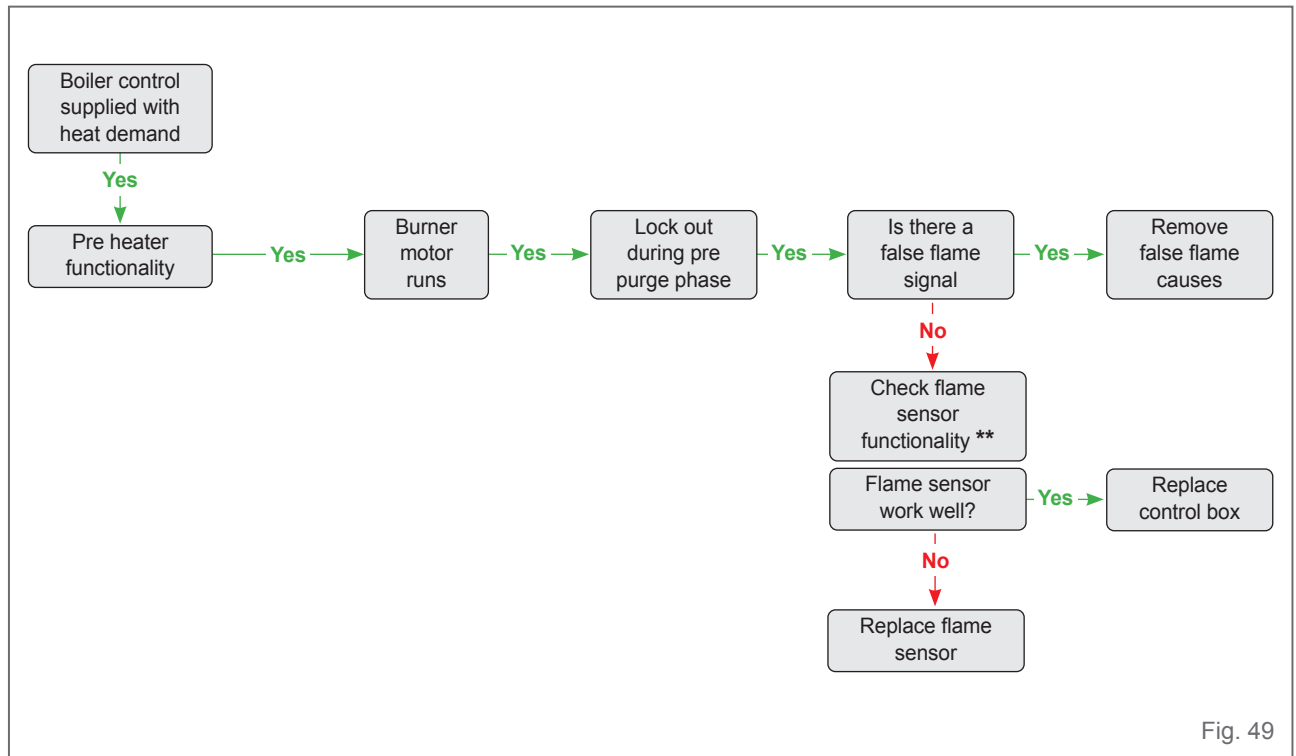 Boiler control
supplied with
heat demand
Yes
Pre heater
functionality
Yes
Burner
motor
runs
Yes
Lock out
during pre
purge phase
Yes
Is there a
false flame
signal
Yes
Remove
false flame
causes
No
Check flame
sensor
functionality **
Flame sensor
work well?
Yes
Replace
control box
No
Replace flame
sensor
Fig. 49